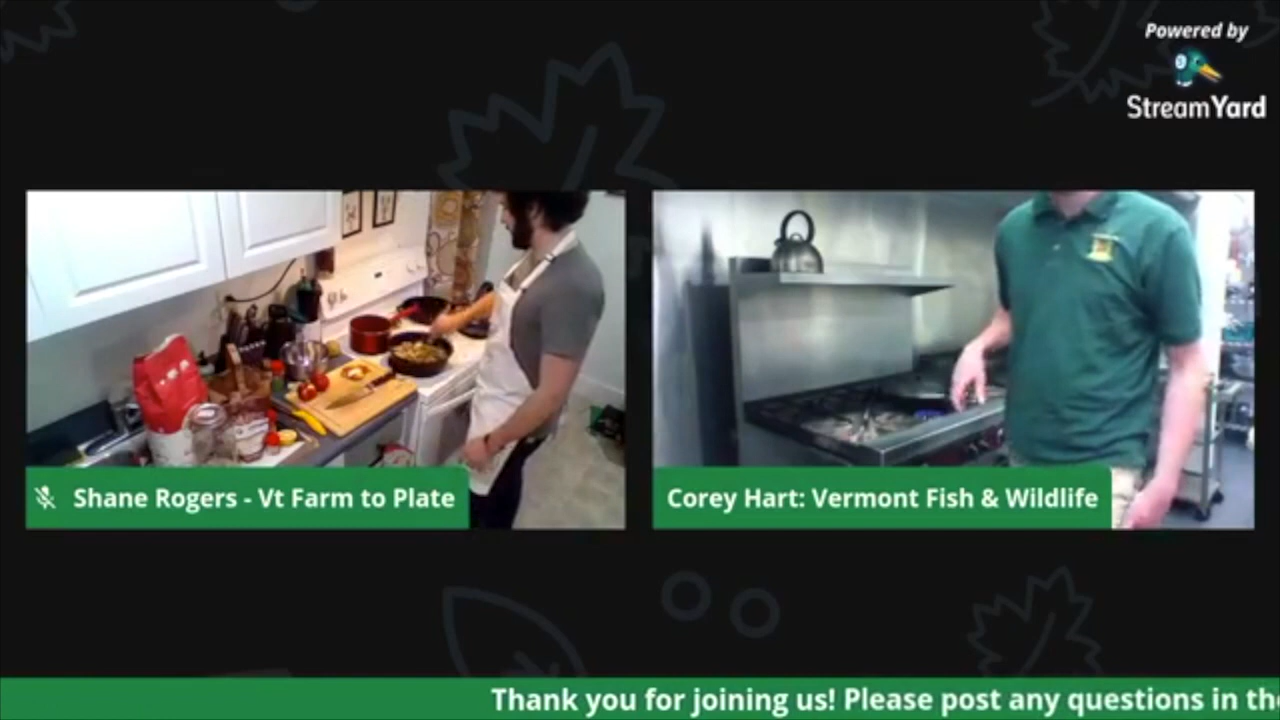 Powered by
StreamYard
Shane Rogers - Vt Farm to Plate
Corey Hart: Vermont Fish & Wildlife
Thank you for joining us! Please post any questions in the